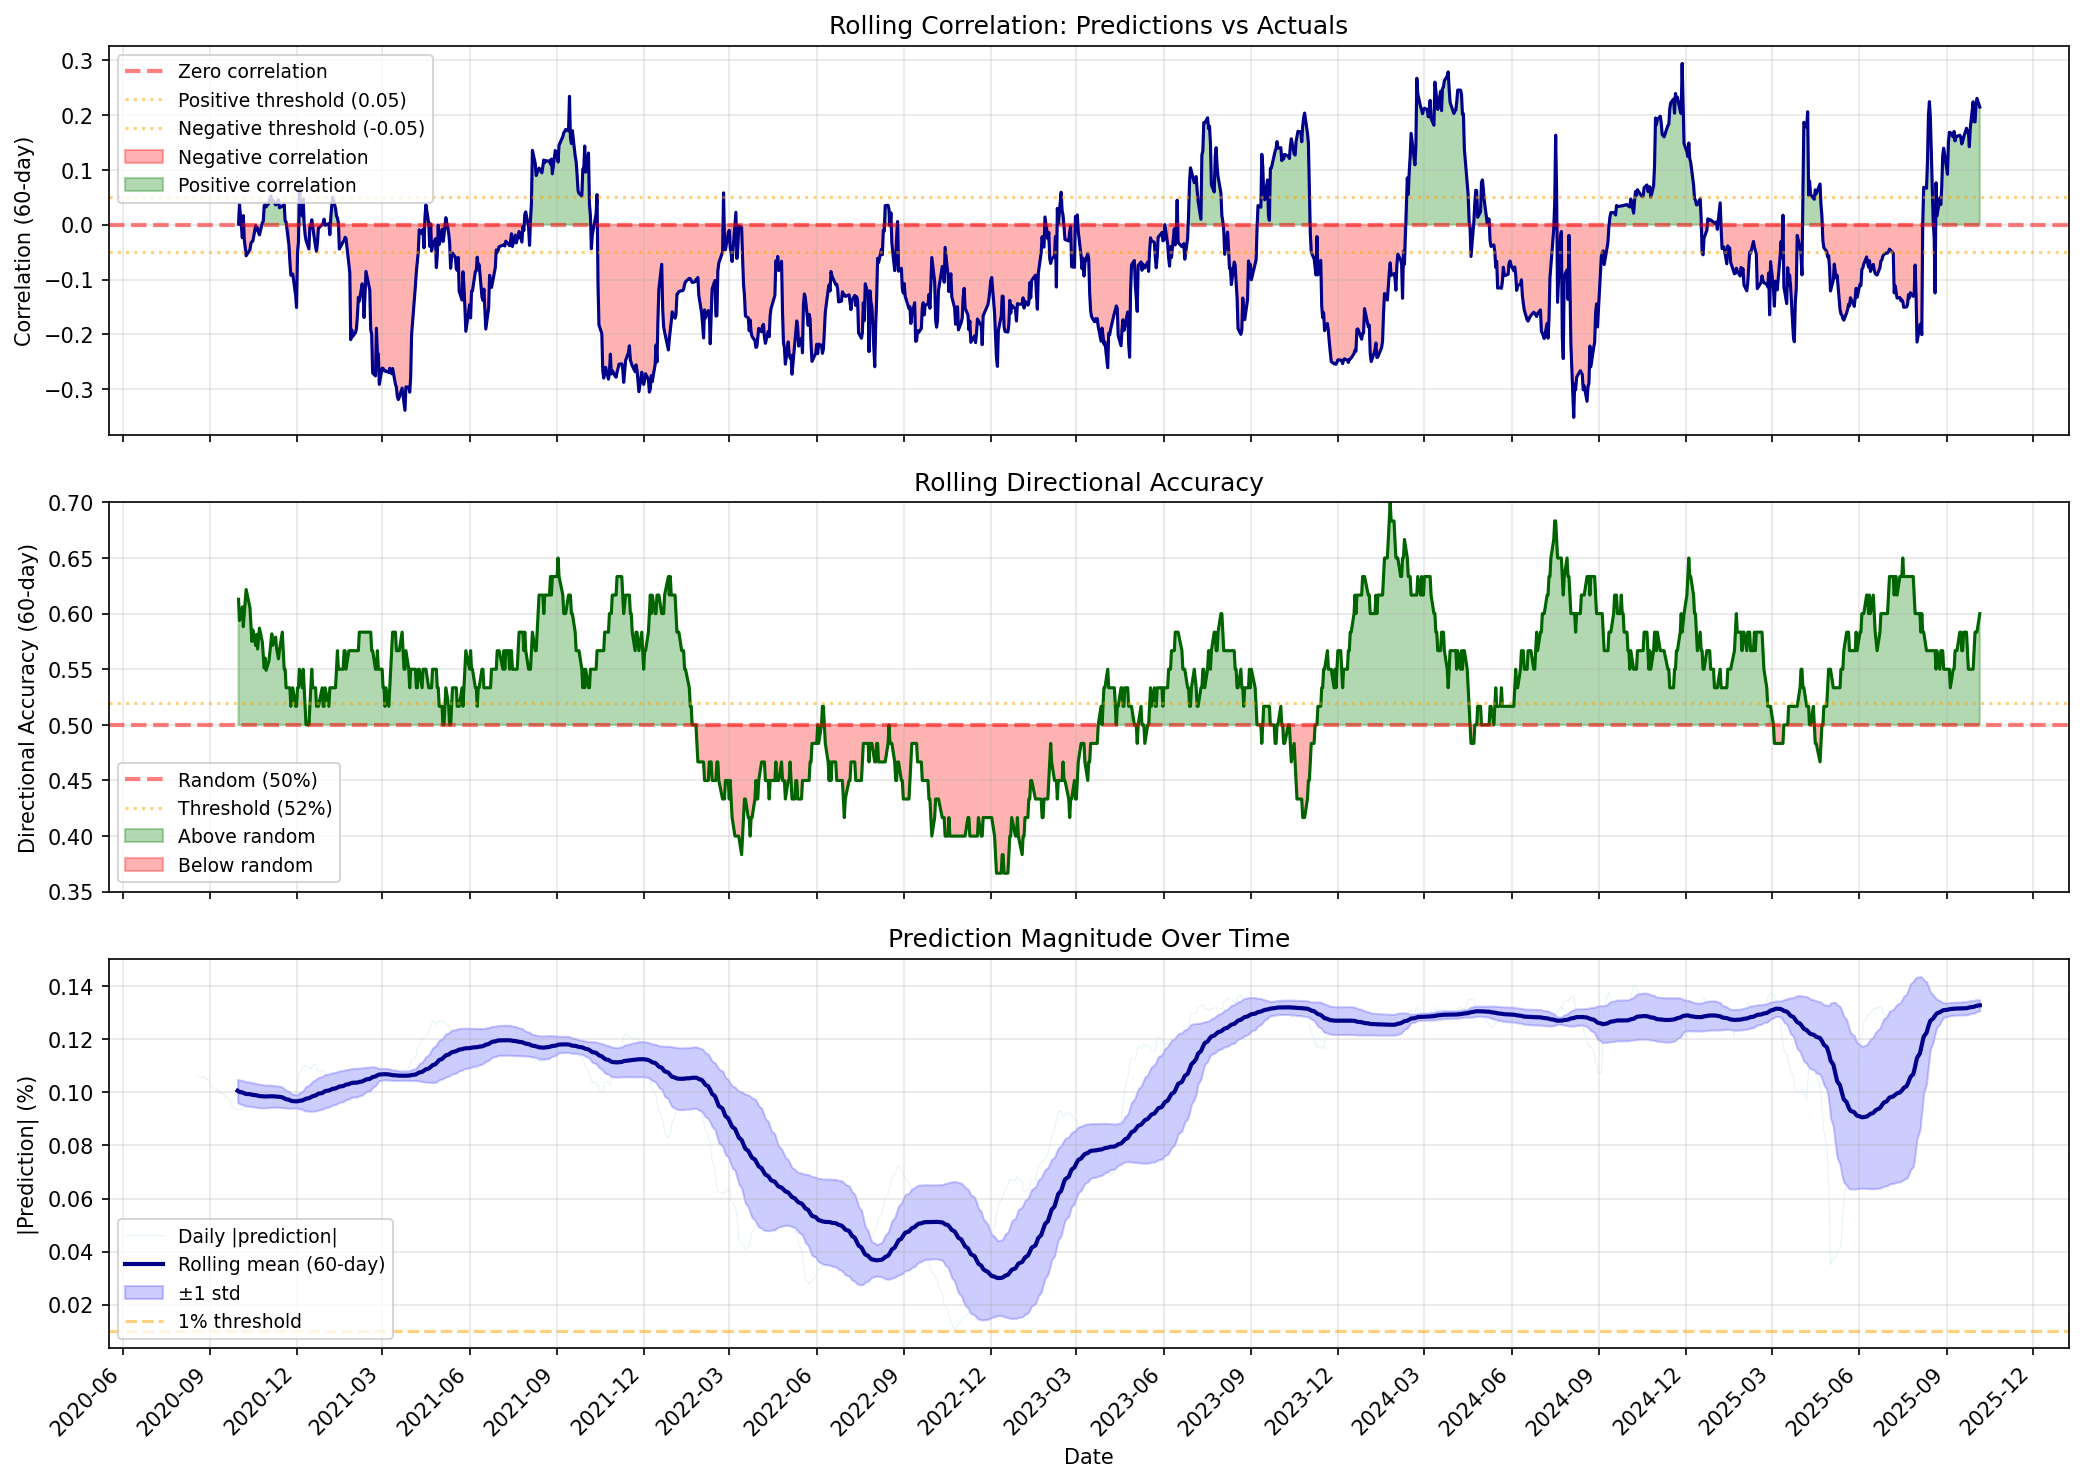 Rolling Correlation: Predictions vs Actuals
Correlation (60-day)
0.3
0.2
0.1
0.0
−0.1
−0.2
−0.3
Zero correlation
Positive threshold (0.05)
Negative threshold (-0.05)
Negative correlation
Positive correlation
Rolling Directional Accuracy
Directional Accuracy (60-day)
0.70
0.65
0.60
0.55
0.50
0.45
0.40
0.35
Random (50%)
Threshold (52%)
Above random
Below random
Prediction Magnitude Over Time
|Prediction| (%)
0.14
0.12
0.10
0.08
0.06
0.04
0.02
Daily |prediction|
Rolling mean (60-day)
±1 std
1% threshold
2020-06
2020-09
2020-12
2021-03
2021-06
2021-09
2021-12
2022-03
2022-06
2022-09
2022-12
2023-03
2023-06
2023-09
2023-12
2024-03
2024-06
2024-09
2024-12
2025-03
2025-06
2025-09
2025-12
Date